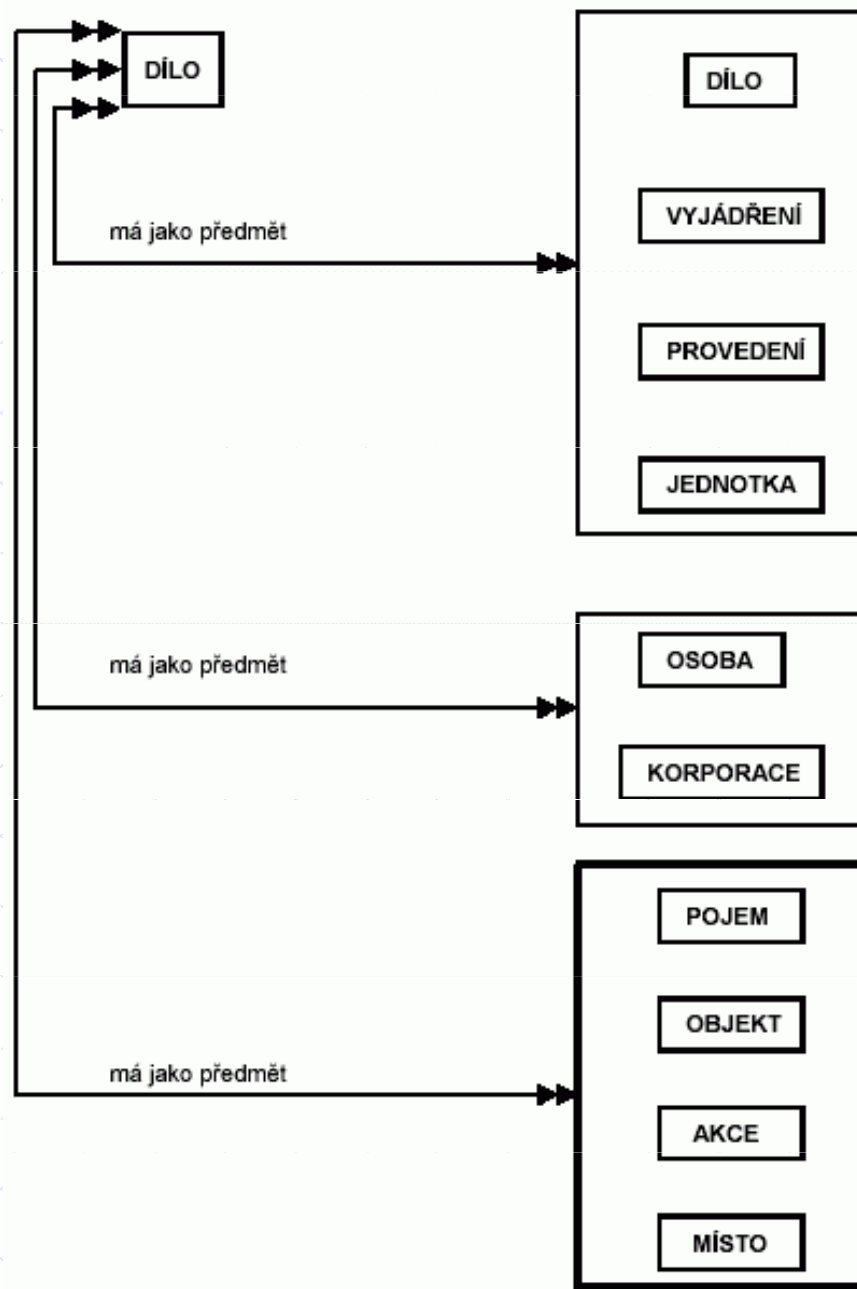 DÍLO
DÍLO
VYJÁDŘENÍ
má jako předmět
PROVEDENÍ
JEDNOTKA
OSOBA
má jako předmět
KORPORACE
POJEM
OBJEKT
má jako předmět
AKCE
MÍSTO